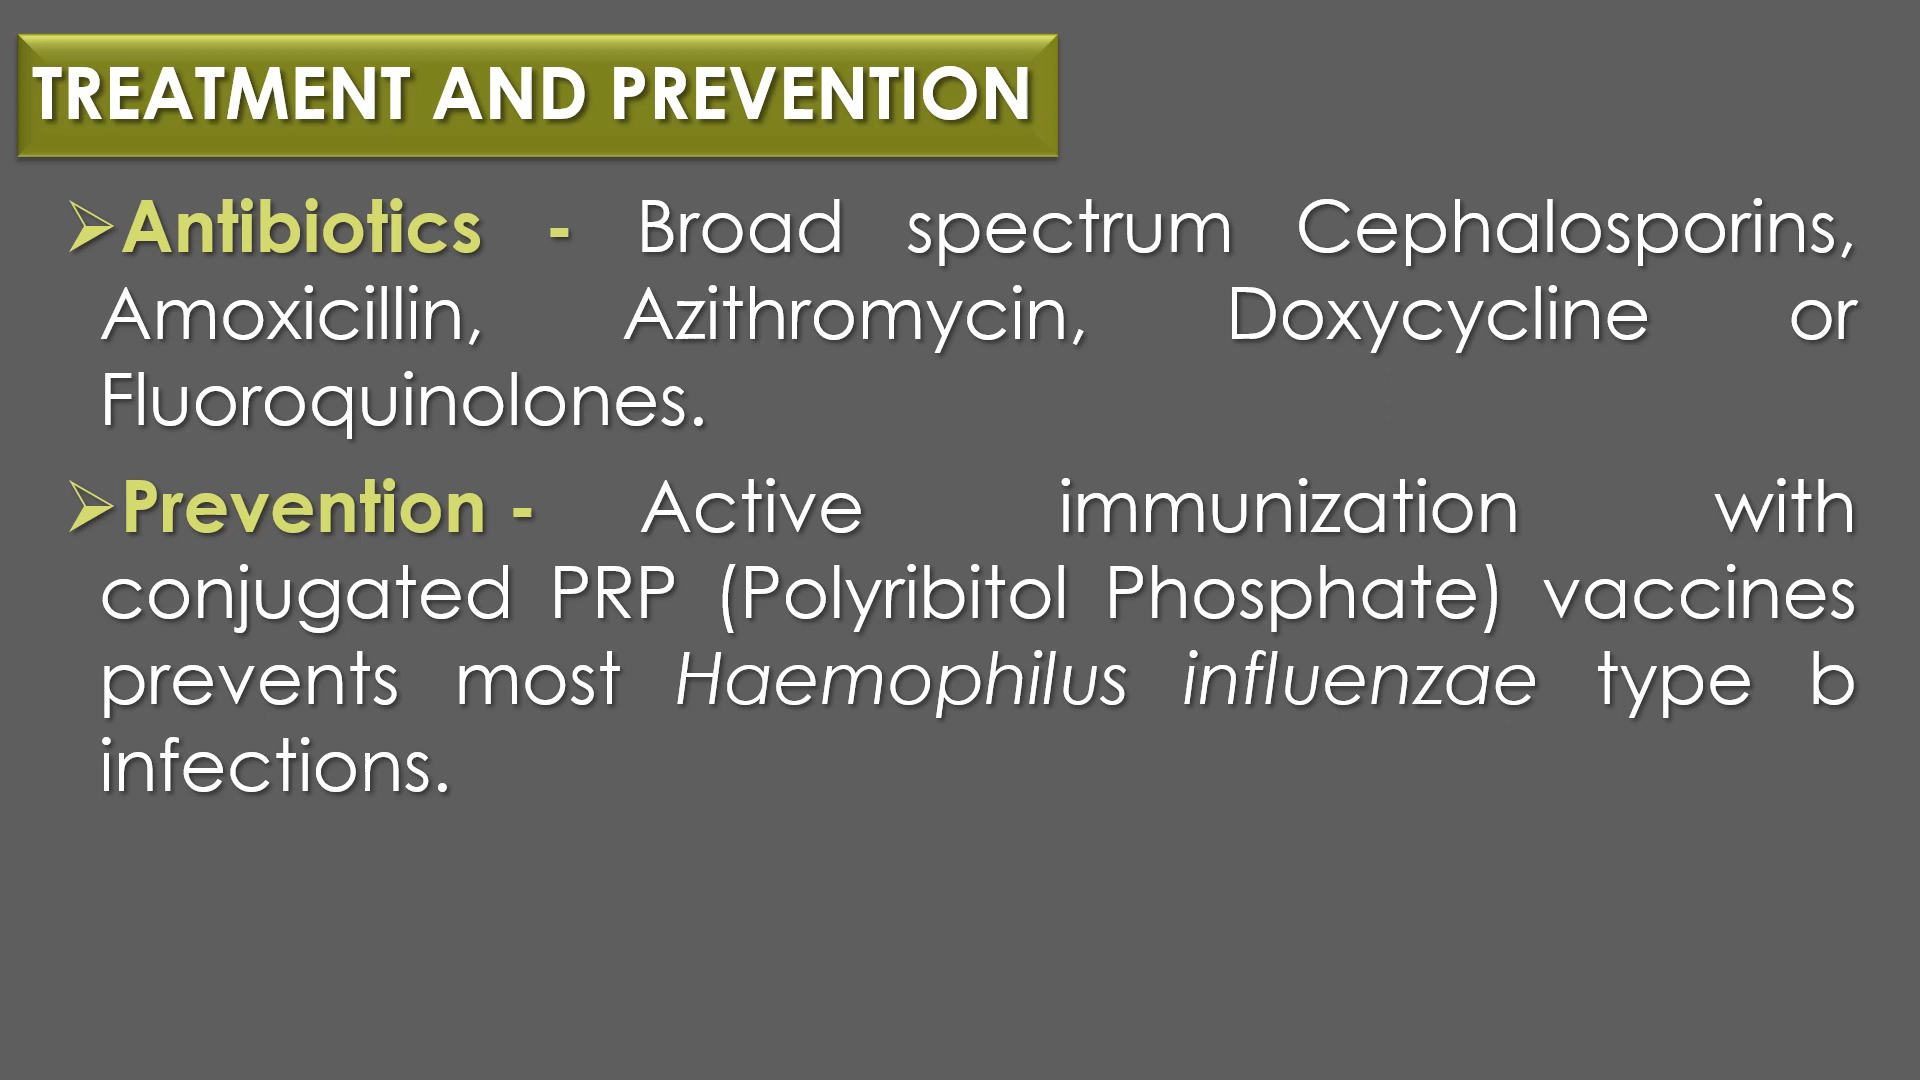 TREATMENT AND PREVENTION
➢Antibiotics - Broad spectrum Cephalosporins,
Amoxicillin, Azithromycin, Doxycycline or
Fluoroquinolones.
➢Prevention - Active immunization with
conjugated PRP (Polyribitol Phosphate) vaccines
prevents most Haemophilus influenzae type b
infections.